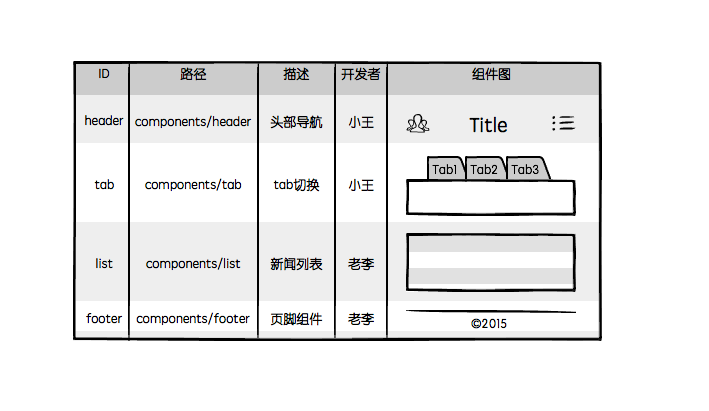 ID 路径 描述 开发者 组件图
header components/header 头部导航 小王 Title
tab components/tab tab切换 小王 Tab1 Tab2 Tab3
list components/list 新闻列表 老李
footer components/footer 页脚组件 老李 ©2015